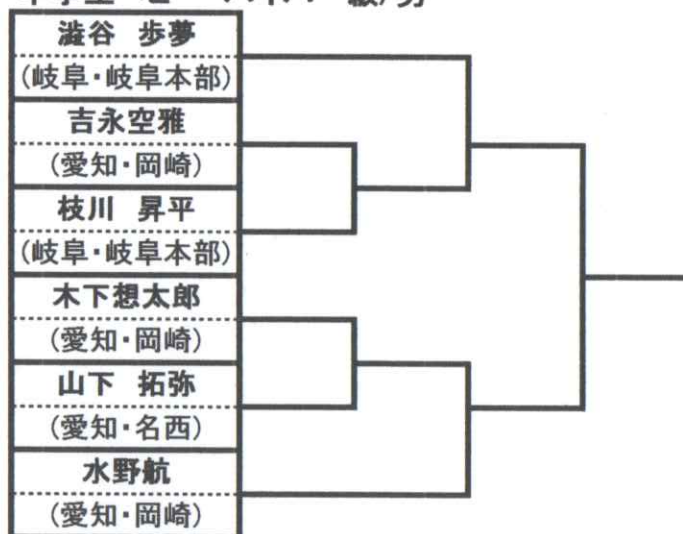 澁谷 歩夢
(岐阜・岐阜本部)
吉永空雅
(愛知・岡崎)
枝川 昇平
(岐阜・岐阜本部)
木下想太郎
(愛知・岡崎)
山下 拓弥
(愛知・名西)
水野航
(愛知・岡崎)